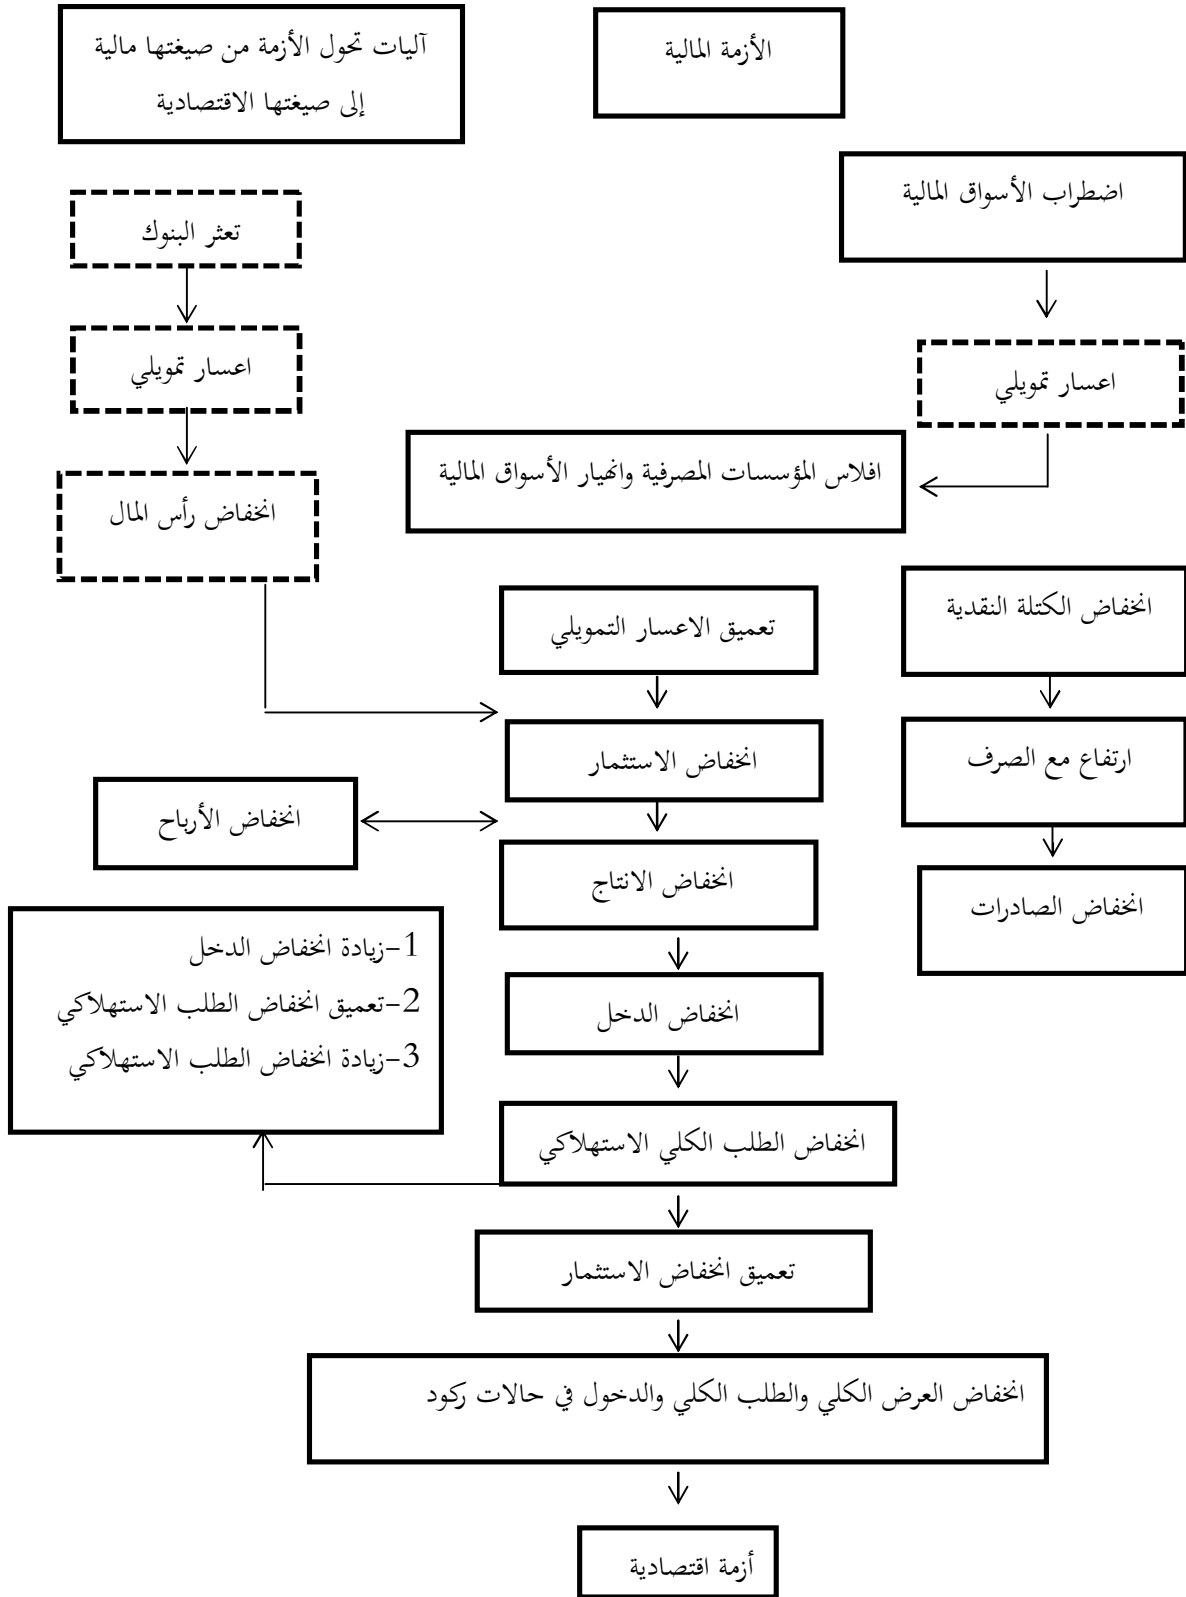 الأزمة المالية
آليات تحول الأزمة من صيغتها مالية
إلى صيغتها الاقتصادية
اضطراب الأسواق المالية
تعثر البنوك
اعسار تمويلي
اعسار تمويلي
افلاس المؤسسات المصرفية وانهيار الأسواق المالية
انخفاض رأس المال
انخفاض الكتلة النقدية
تعميق الاعسار التمويلي
ارتفاع مع الصرف
انخفاض الاستثمار
انخفاض الأرباح
انخفاض الانتاج
انخفاض الصادرات
1-زيادة انخفاض الدخل
2-تعميق انخفاض الطلب الاستهلاكي
3-زيادة انخفاض الطلب الاستهلاكي
انخفاض الدخل
انخفاض الطلب الكلي الاستهلاكي
تعميق انخفاض الاستثمار
انخفاض العرض الكلي والطلب الكلي والدخول في حالات ركود
أزمة اقتصادية